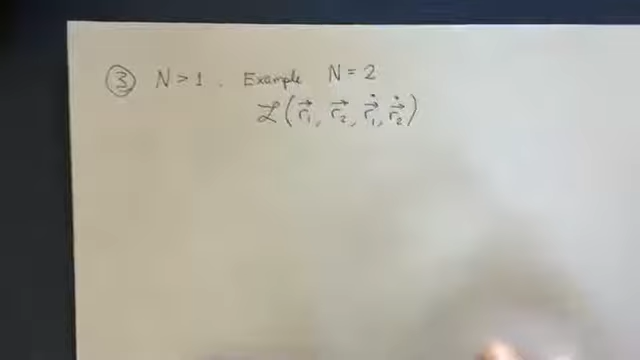 ③ N > 1 . Example N = 2
ℒ(r⃗₁, r⃗₂, ṙ⃗₁, ṙ⃗₂)